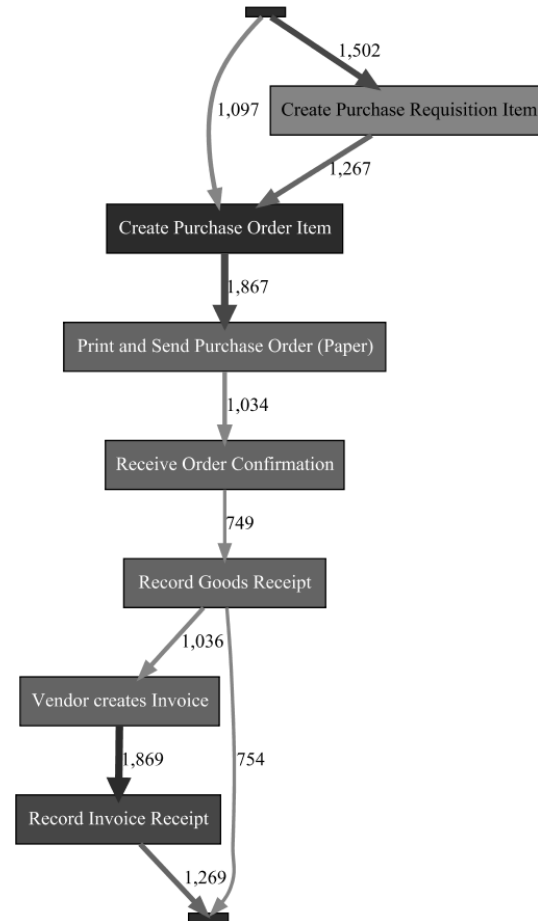 1,502
1,097
Create Purchase Requisition Item
1,267
Create Purchase Order Item
1,867
Print and Send Purchase Order (Paper)
1,034
Receive Order Confirmation
749
Record Goods Receipt
1,036
Vendor creates Invoice
1,869
754
Record Invoice Receipt
1,269